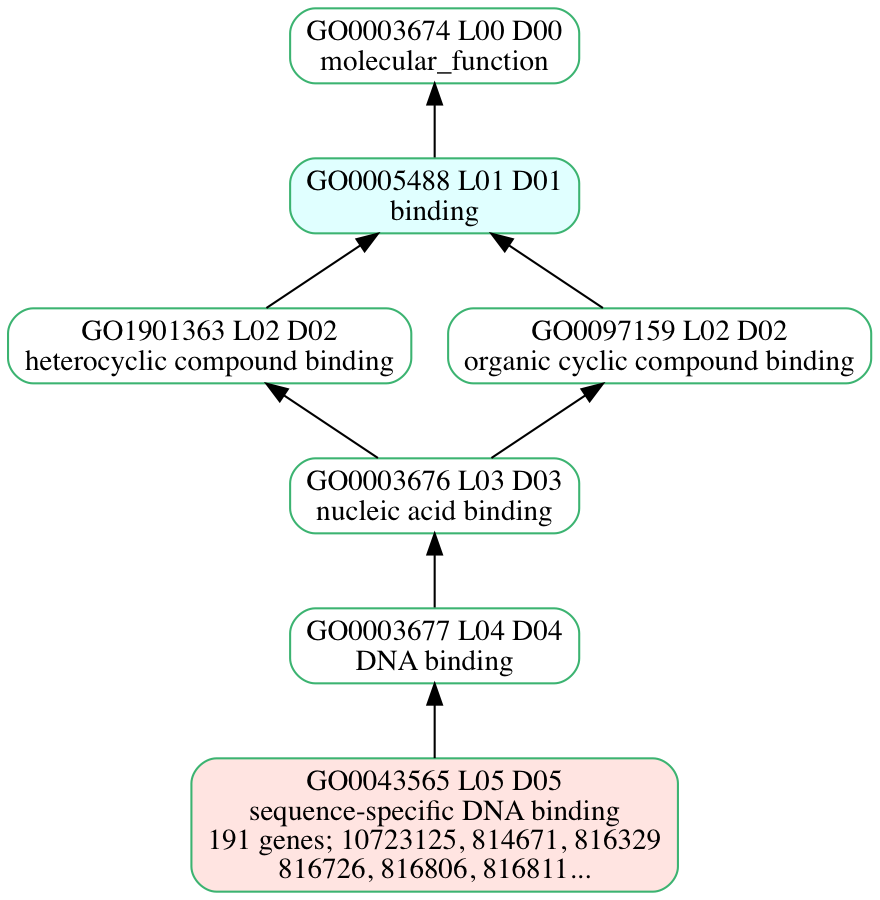 GO0003674 L00 D00
molecular_function
GO0005488 L01 D01
binding
GO1901363 L02 D02
heterocyclic compound binding
GO0097159 L02 D02
organic cyclic compound binding
GO0003676 L03 D03
nucleic acid binding
GO0003677 L04 D04
DNA binding
GO0043565 L05 D05
sequence-specific DNA binding
191 genes; 10723125, 814671, 816329
816726, 816806, 816811...